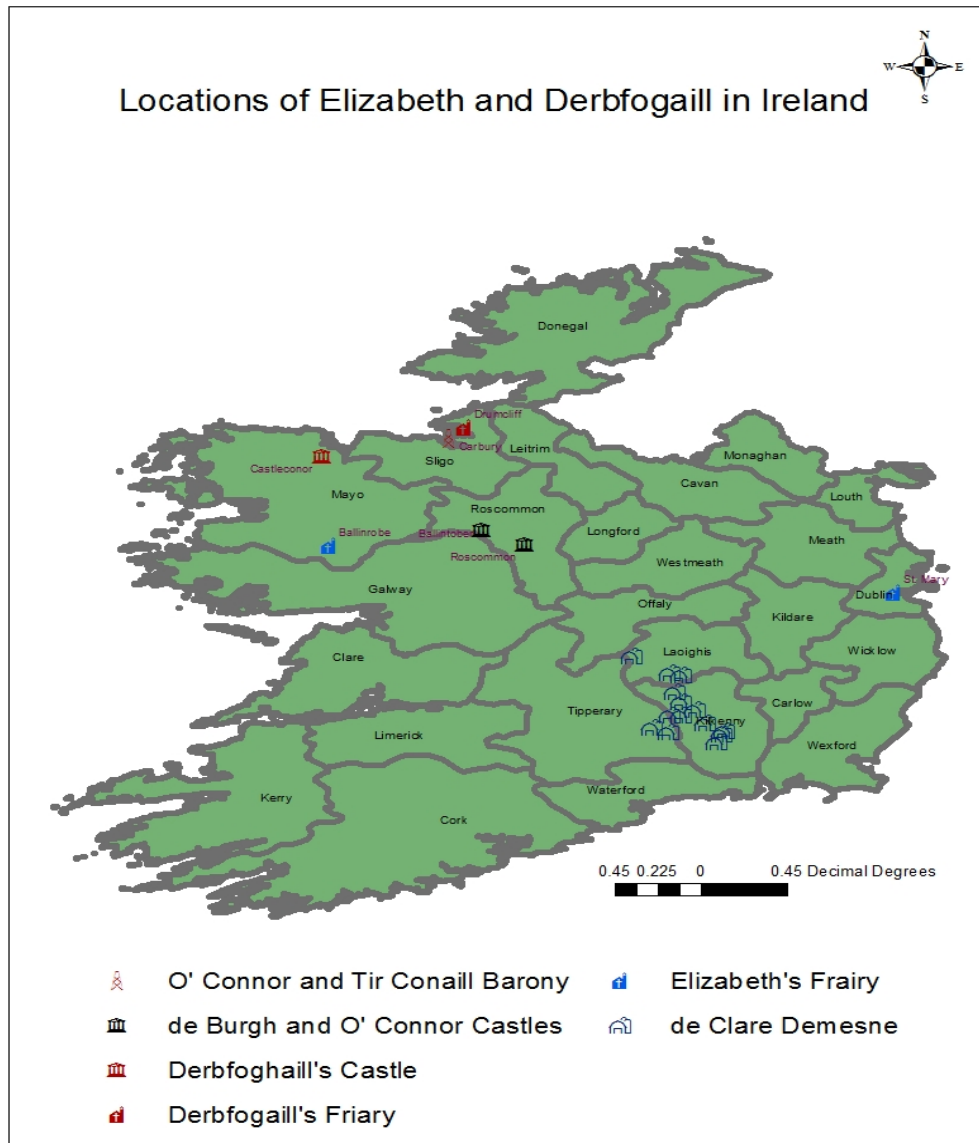 N
W E
S
Locations of Elizabeth and Derbfogaill in Ireland
Donegal
Drumcliff
Carbury
Leitrim
Sligo
Castleconor
Mayo
Monaghan
Cavan
Louth
Roscommon
Ballinrobe
Ballintober
Roscommon
Longford
Meath
Westmeath
St. Mary
Dublin
Galway
Offaly
Kildare
Clare
Laoighis
Wicklow
Carlow
Tipperary
Kilkenny
Limerick
Wexford
Waterford
Kerry
Cork
0.45 0.225 0 0.45 Decimal Degrees
O' Connor and Tir Conaill Barony
Elizabeth's Frairy
de Burgh and O' Connor Castles
de Clare Demesne
Derbfoghaill's Castle
Derbfogaill's Friary